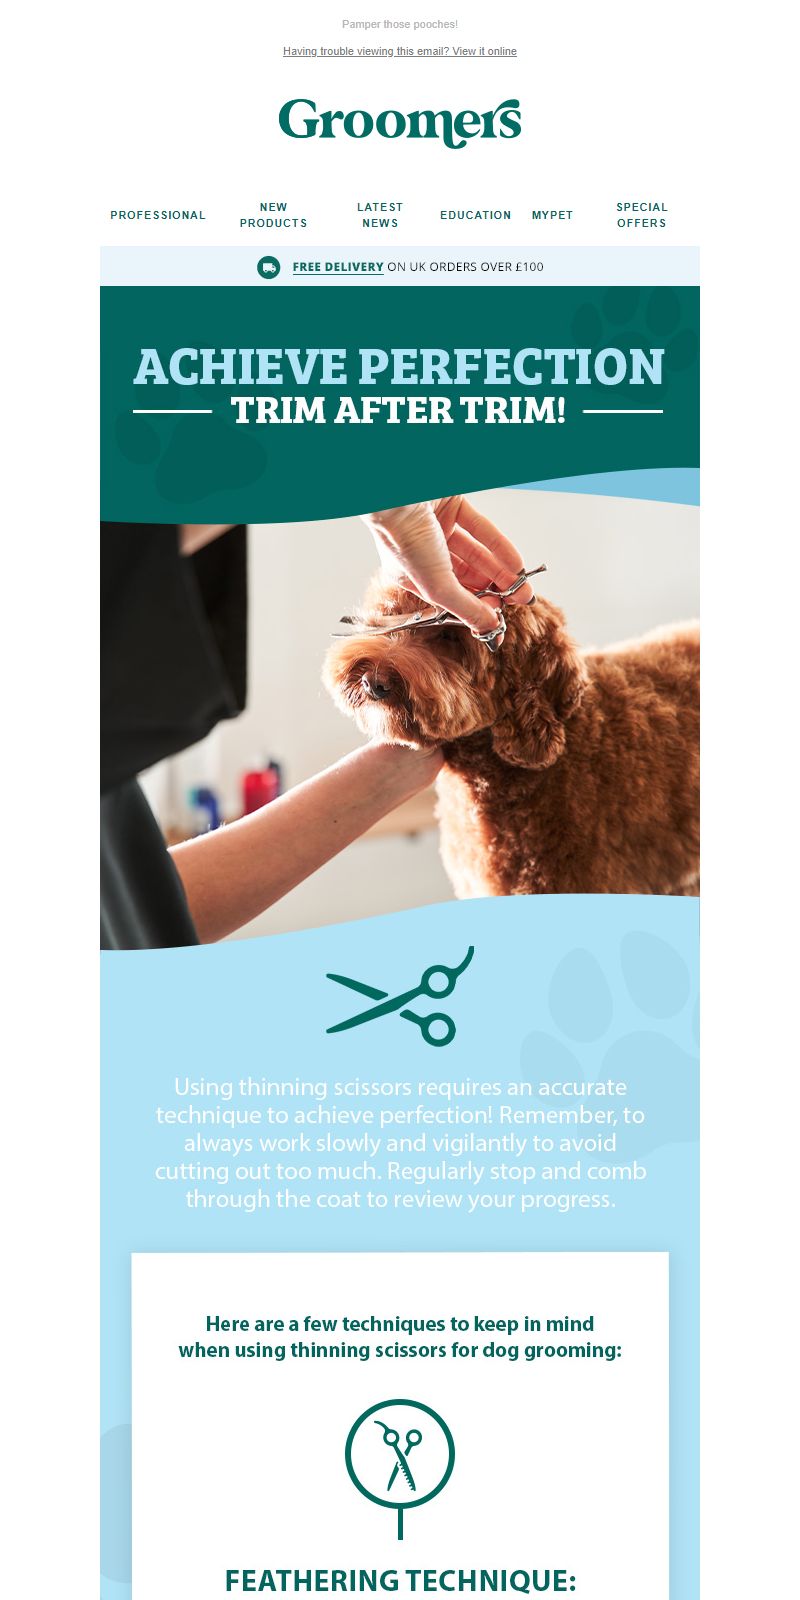 Pamper those pooches!
Having trouble viewing this email? View it online
Groomers
PROFESSIONAL
NEW
PRODUCTS
LATEST
NEWS
EDUCATION
MYPET
SPECIAL
OFFERS
FREE DELIVERY ON UK ORDERS OVER £100
ACHIEVE PERFECTION
TRIM AFTER TRIM!
Using thinning scissors requires an accurate
technique to achieve perfection! Remember, to
always work slowly and vigilantly to avoid
cutting out too much. Regularly stop and comb
through the coat to review your progress.
Here are a few techniques to keep in mind
when using thinning scissors for dog grooming:
FEATHERING TECHNIQUE: